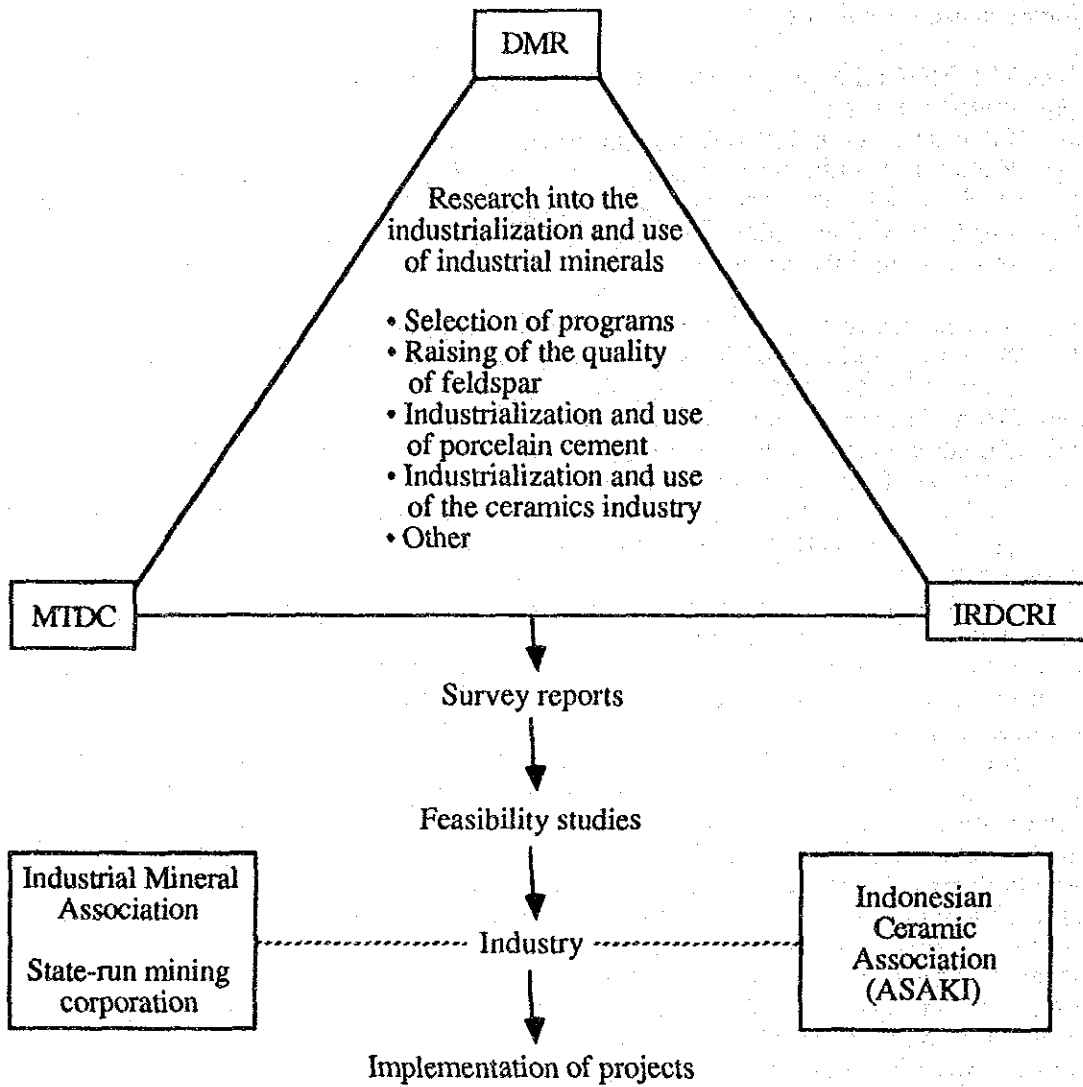 DMR
Research into the
industrialization and use
of industrial minerals
• Selection of programs
• Raising of the quality
of feldspar
• Industrialization and use
of porcelain cement
• Industrialization and use
of the ceramics industry
• Other
MTDC
IRDCRI
Survey reports
Feasibility studies
Industrial Mineral
Association
State-run mining
corporation
Industry
Indonesian
Ceramic
Association
(ASAKI)
Implementation of projects